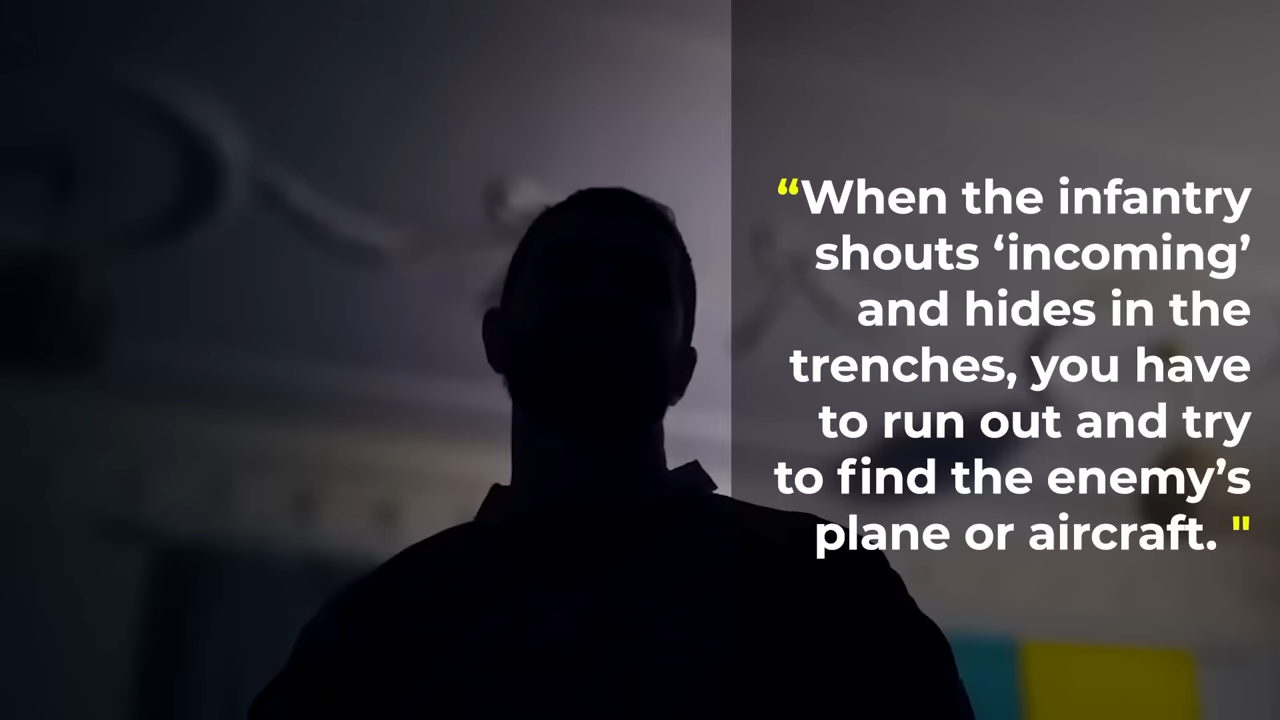 “When the infantry
shouts ‘incoming’
and hides in the
trenches, you have
to run out and try
to find the enemy’s
plane or aircraft. "